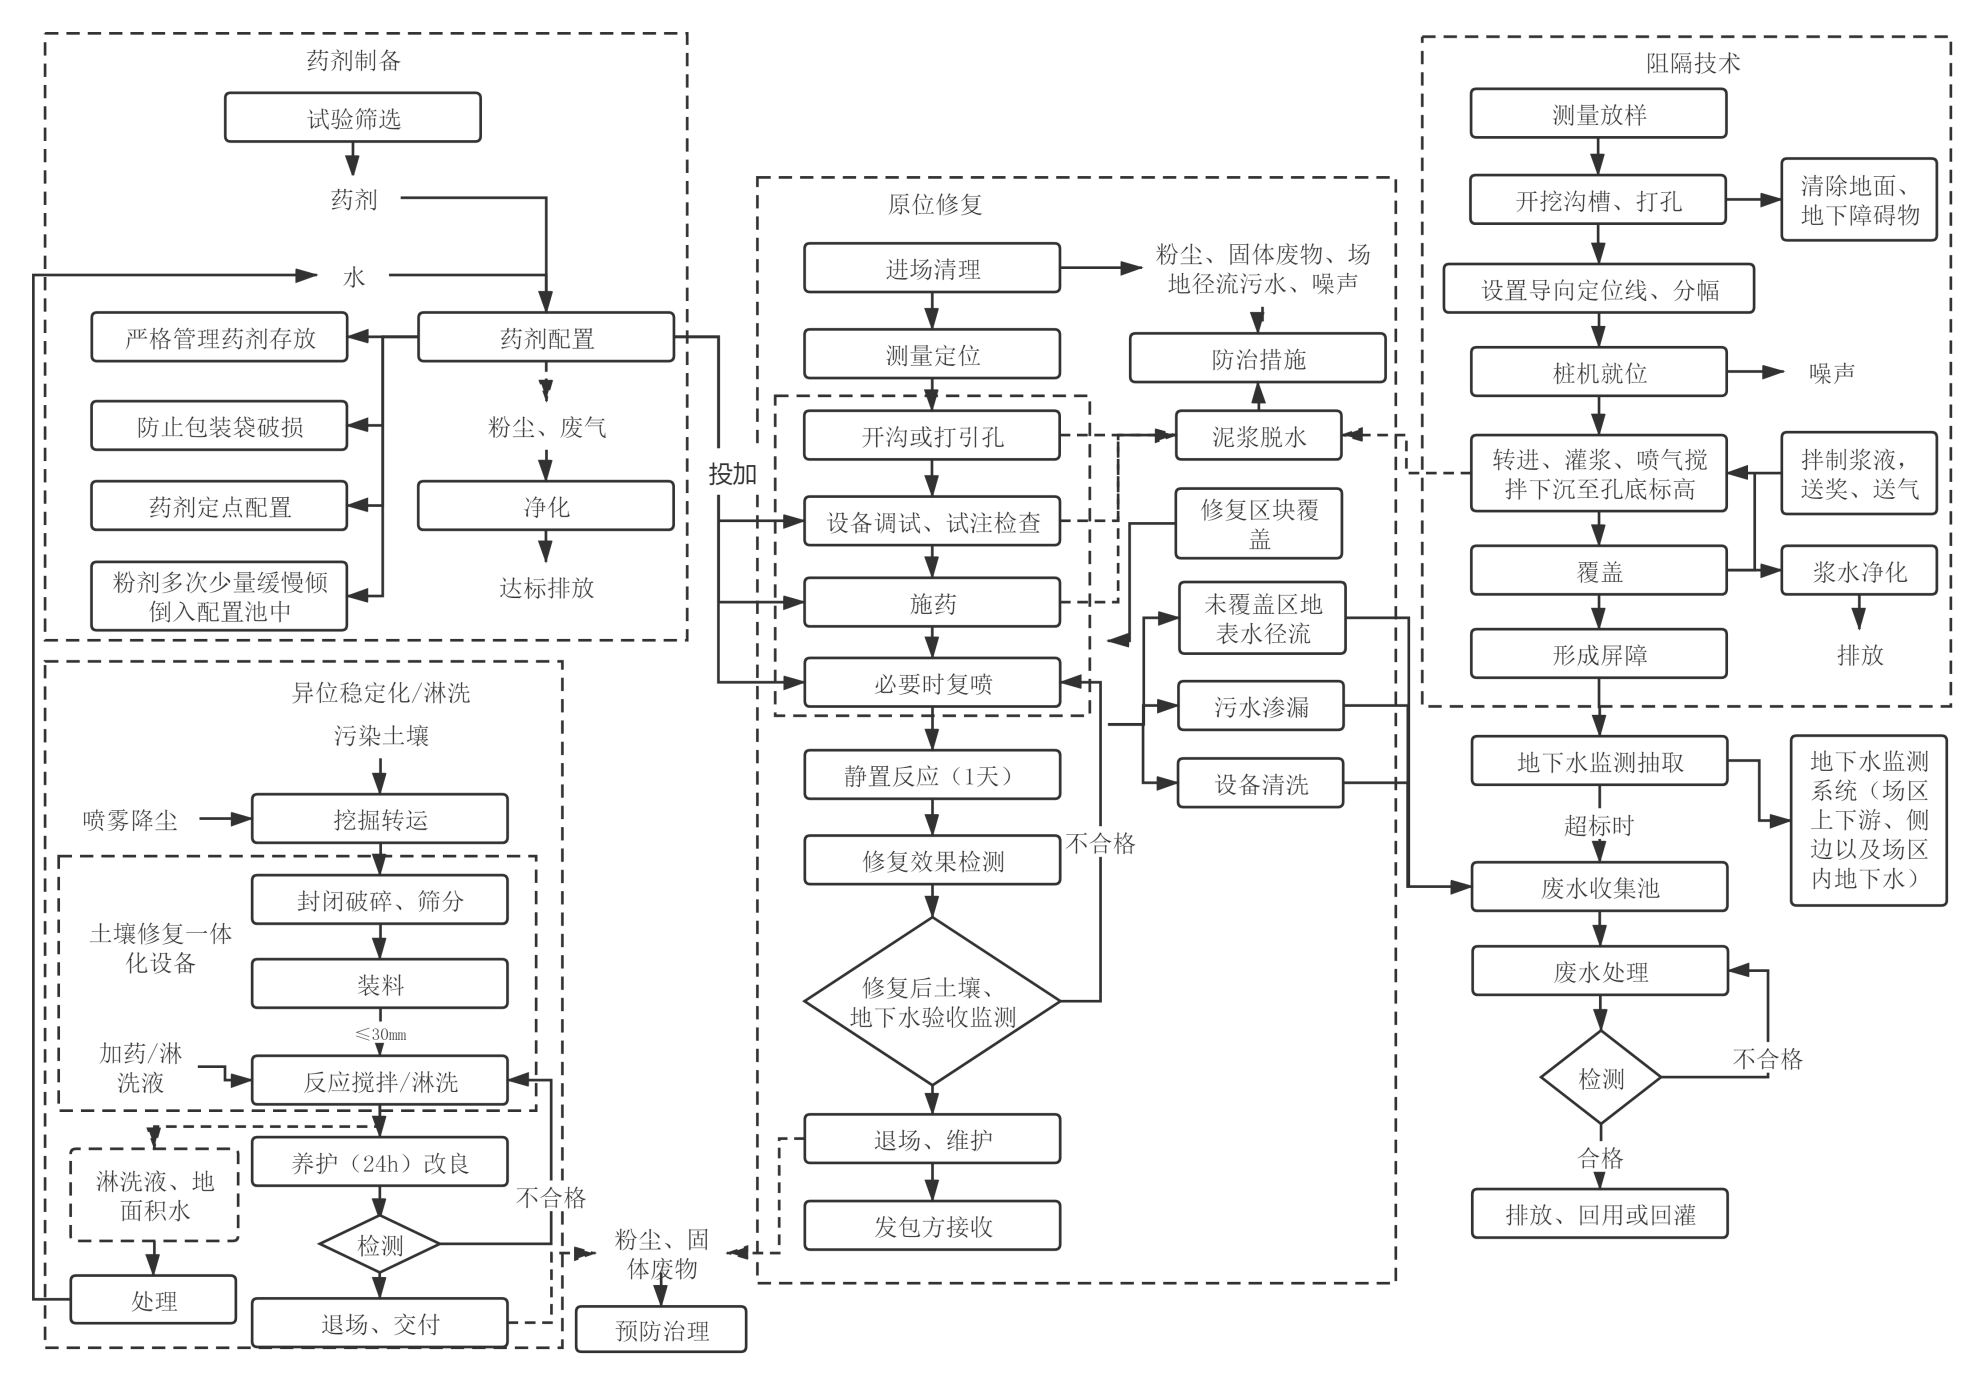 药剂制备
试验筛选
药剂
水
药剂配置
严格管理药剂存放
防止包装袋破损
药剂定点配置
粉剂多次少量缓慢倾
倒入配置池中
粉尘、废气
净化
达标排放
投加
异位稳定化/淋洗
污染土壤
喷雾降尘
挖掘转运
封闭破碎、筛分
土壤修复一体
化设备
装料
≤30mm
加药/淋
洗液
反应搅拌/淋洗
养护（24h）改良
淋洗液、地
面积水
不合格
检测
处理
退场、交付
粉尘、固
体废物
预防治理
原位修复
进场清理
粉尘、固体废物、场
地径流污水、噪声
测量定位
防治措施
开沟或打引孔
泥浆脱水
设备调试、试注检查
修复区块覆
盖
施药
未覆盖区地
表水径流
必要时复喷
污水渗漏
静置反应（1天）
设备清洗
修复效果检测
不合格
修复后土壤、
地下水验收监测
退场、维护
发包方接收
阻隔技术
测量放样
开挖沟槽、打孔
清除地面、
地下障碍物
设置导向定位线、分幅
桩机就位
噪声
转进、灌浆、喷气搅
拌下沉至孔底标高
拌制浆液，
送浆、送气
覆盖
浆水净化
形成屏障
排放
地下水监测抽取
地下水监测
系统（场区
上下游、侧
边以及场区
内地下水）
超标时
废水收集池
废水处理
检测
不合格
合格
排放、回用或回灌